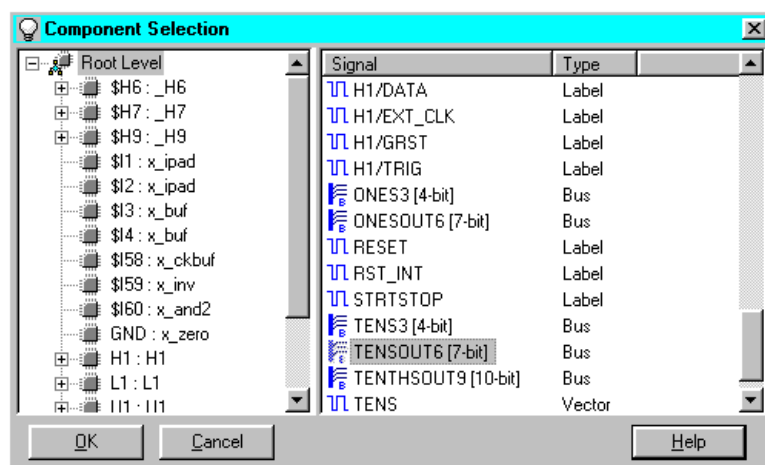 Component Selection
Root Level
$H6 : _H6
$H7 : _H7
$H9 : _H9
$I1 : x_ipad
$I2 : x_ipad
$I3 : x_buf
$I4 : x_buf
$I58 : x_ckbuf
$I59 : x_inv
$I60 : x_and2
GND : x_zero
H1 : H1
L1 : L1
U1 : U1
Signal Type
H1/DATA Label
H1/EXT_CLK Label
H1/GRST Label
H1/TRIG Label
ONES3 [4-bit] Bus
ONESOUT6 [7-bit] Bus
RESET Label
RST_INT Label
STRTSTOP Label
TENS3 [4-bit] Bus
TENSOUT6 [7-bit] Bus
TENTHSOUT9 [10-bit] Bus
TENS Vector
OK Cancel Help